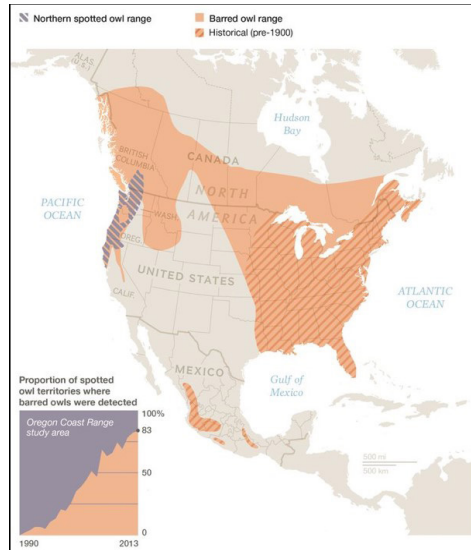 Northern spotted owl range
Barred owl range
Historical (pre-1900)
ALAS.
(U.S.)
Hudson
Bay
BRITISH
COLUMBIA
CANADA
NORTH
AMERICA
PACIFIC
OCEAN
WASH.
OREG.
UNITED STATES
ATLANTIC
OCEAN
CALIF.
MEXICO
Gulf of
Mexico
Proportion of spotted
owl territories where
barred owls were detected
100%
Oregon Coast Range
study area
83
50
0
1990
2013
500 mi
500 km